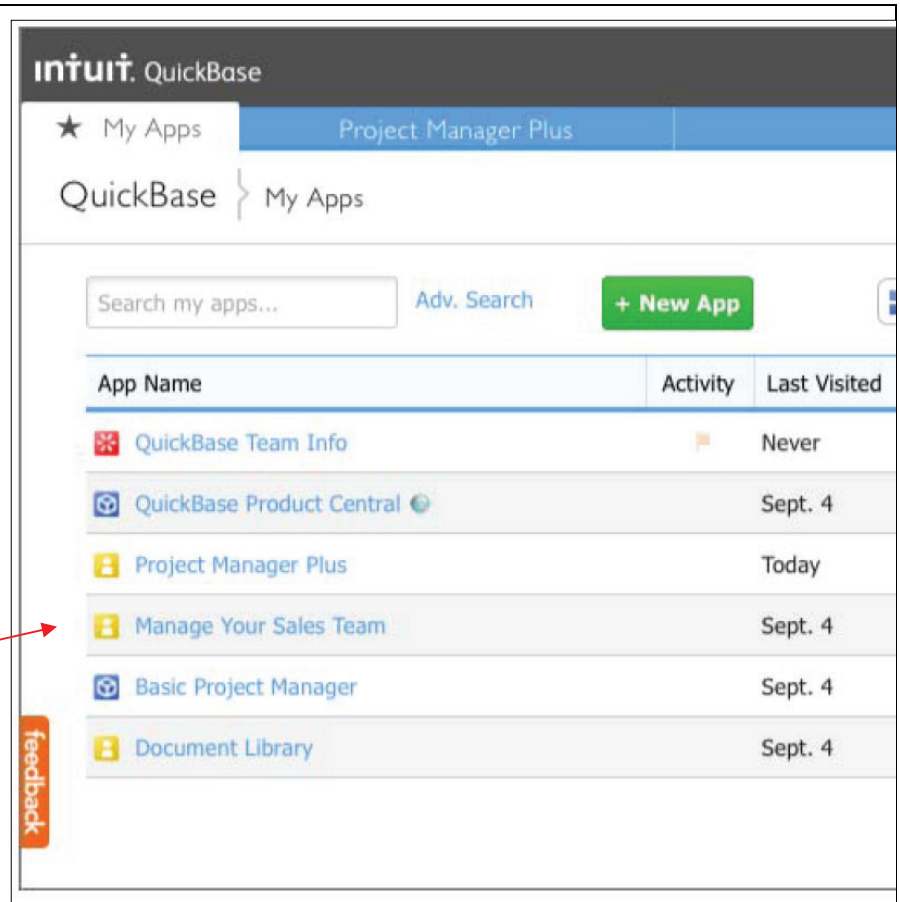 intuit. QuickBase
★ My Apps Project Manager Plus
QuickBase My Apps
Search my apps... Adv. Search + New App
App Name Activity Last Visited
QuickBase Team Info Never
QuickBase Product Central Sept. 4
Project Manager Plus Today
Manage Your Sales Team Sept. 4
Basic Project Manager Sept. 4
Document Library Sept. 4
feedback